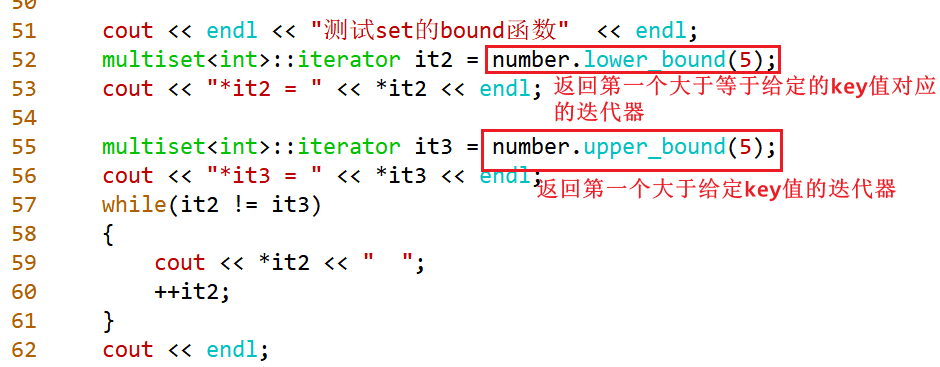 50
51 cout << endl << "测试set的bound函数"  << endl;
52 multiset<int>::iterator it2 = number.lower_bound(5);
53 cout << "*it2 = " << *it2 << endl; 返回第一个大于等于给定的key值对应
54 的迭代器
55 multiset<int>::iterator it3 = number.upper_bound(5);
56 cout << "*it3 = " << *it3 << endl;
返回第一个大于给定key值的迭代器
57 while(it2 != it3)
58 {
59 cout << *it2 << "  ";
60 ++it2;
61 }
62 cout << endl;